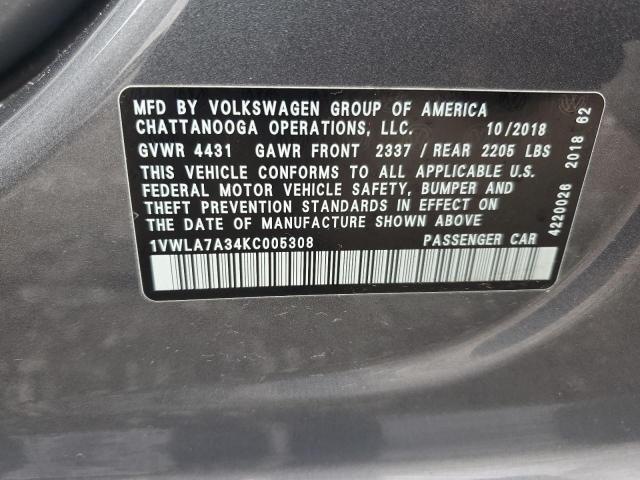 MFD BY VOLKSWAGEN GROUP OF AMERICA
CHATTANOOGA OPERATIONS, LLC. 10/2018
GVWR 4431 GAWR FRONT 2337 / REAR 2205 LBS
THIS VEHICLE CONFORMS TO ALL APPLICABLE U.S.
FEDERAL MOTOR VEHICLE SAFETY, BUMPER AND
THEFT PREVENTION STANDARDS IN EFFECT ON
THE DATE OF MANUFACTURE SHOWN ABOVE.
1VWLA7A34KC005308 PASSENGER CAR
4220026 2018 62